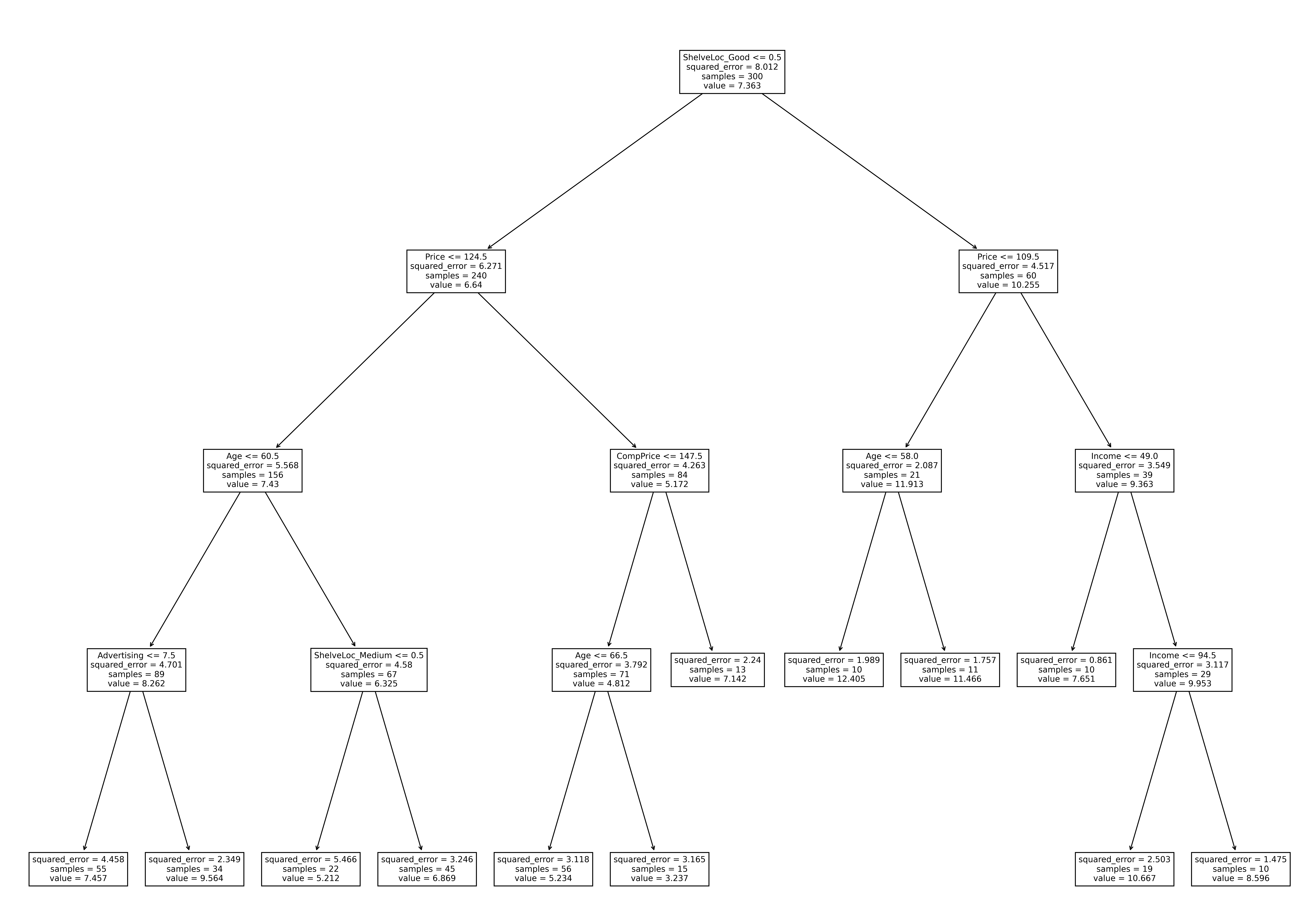 ShelveLoc_Good <= 0.5
squared_error = 8.012
samples = 300
value = 7.363
Price <= 124.5
squared_error = 6.271
samples = 240
value = 6.64
Price <= 109.5
squared_error = 4.517
samples = 60
value = 10.255
Age <= 60.5
squared_error = 5.568
samples = 156
value = 7.43
CompPrice <= 147.5
squared_error = 4.263
samples = 84
value = 5.172
Age <= 58.0
squared_error = 2.087
samples = 21
value = 11.913
Income <= 49.0
squared_error = 3.549
samples = 39
value = 9.363
Advertising <= 7.5
squared_error = 4.701
samples = 89
value = 8.262
ShelveLoc_Medium <= 0.5
squared_error = 4.58
samples = 67
value = 6.325
Age <= 66.5
squared_error = 3.792
samples = 71
value = 4.812
squared_error = 2.24
samples = 13
value = 7.142
squared_error = 1.989
samples = 10
value = 12.405
squared_error = 1.757
samples = 11
value = 11.466
squared_error = 0.861
samples = 10
value = 7.651
Income <= 94.5
squared_error = 3.117
samples = 29
value = 9.953
squared_error = 4.458
samples = 55
value = 7.457
squared_error = 2.349
samples = 34
value = 9.564
squared_error = 5.466
samples = 22
value = 5.212
squared_error = 3.246
samples = 45
value = 6.869
squared_error = 3.118
samples = 56
value = 5.234
squared_error = 3.165
samples = 15
value = 3.237
squared_error = 2.503
samples = 19
value = 10.667
squared_error = 1.475
samples = 10
value = 8.596